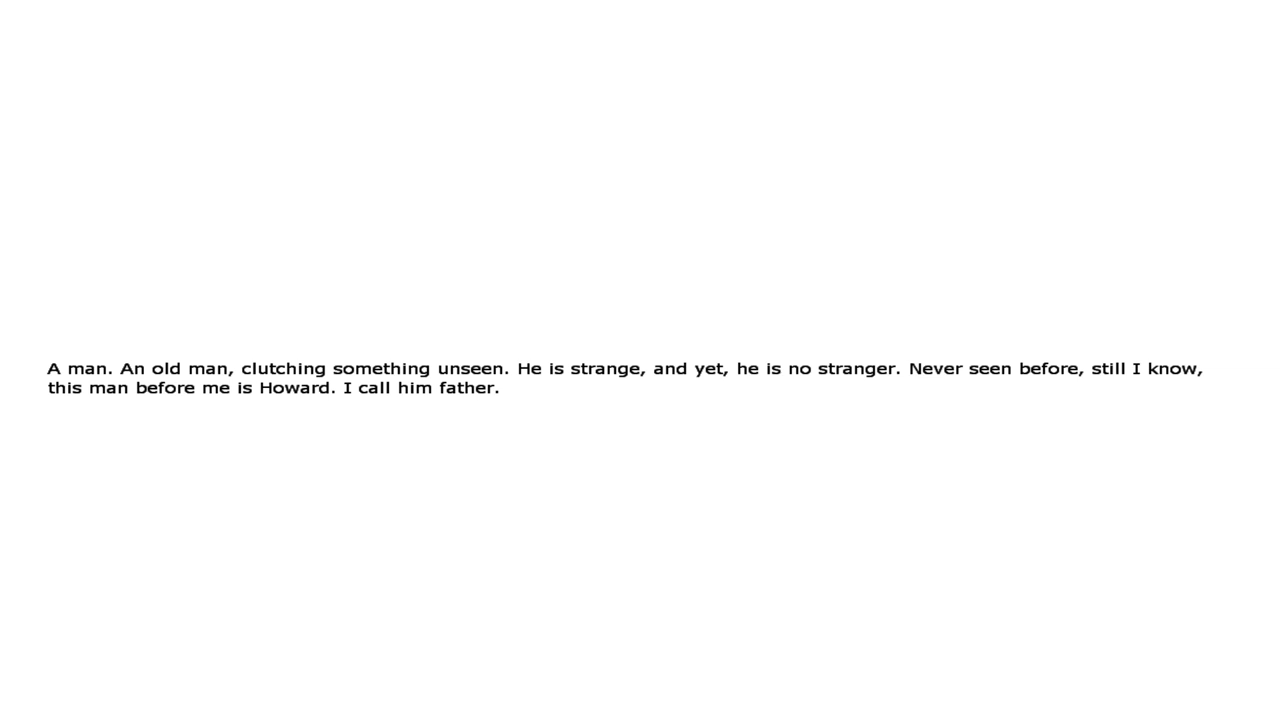 A man. An old man, clutching something unseen. He is strange, and yet, he is no stranger. Never seen before, still I know,
this man before me is Howard. I call him father.